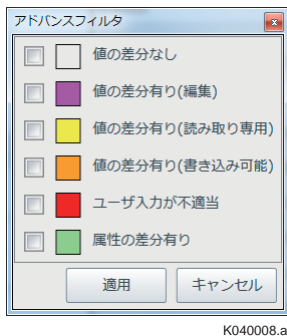 アドバンスフィルタ
値の差分なし
値の差分有り(編集)
値の差分有り(読み取り専用)
値の差分有り(書き込み可能)
ユーザ入力が不適当
属性の差分有り
適用 キャンセル
K040008.a